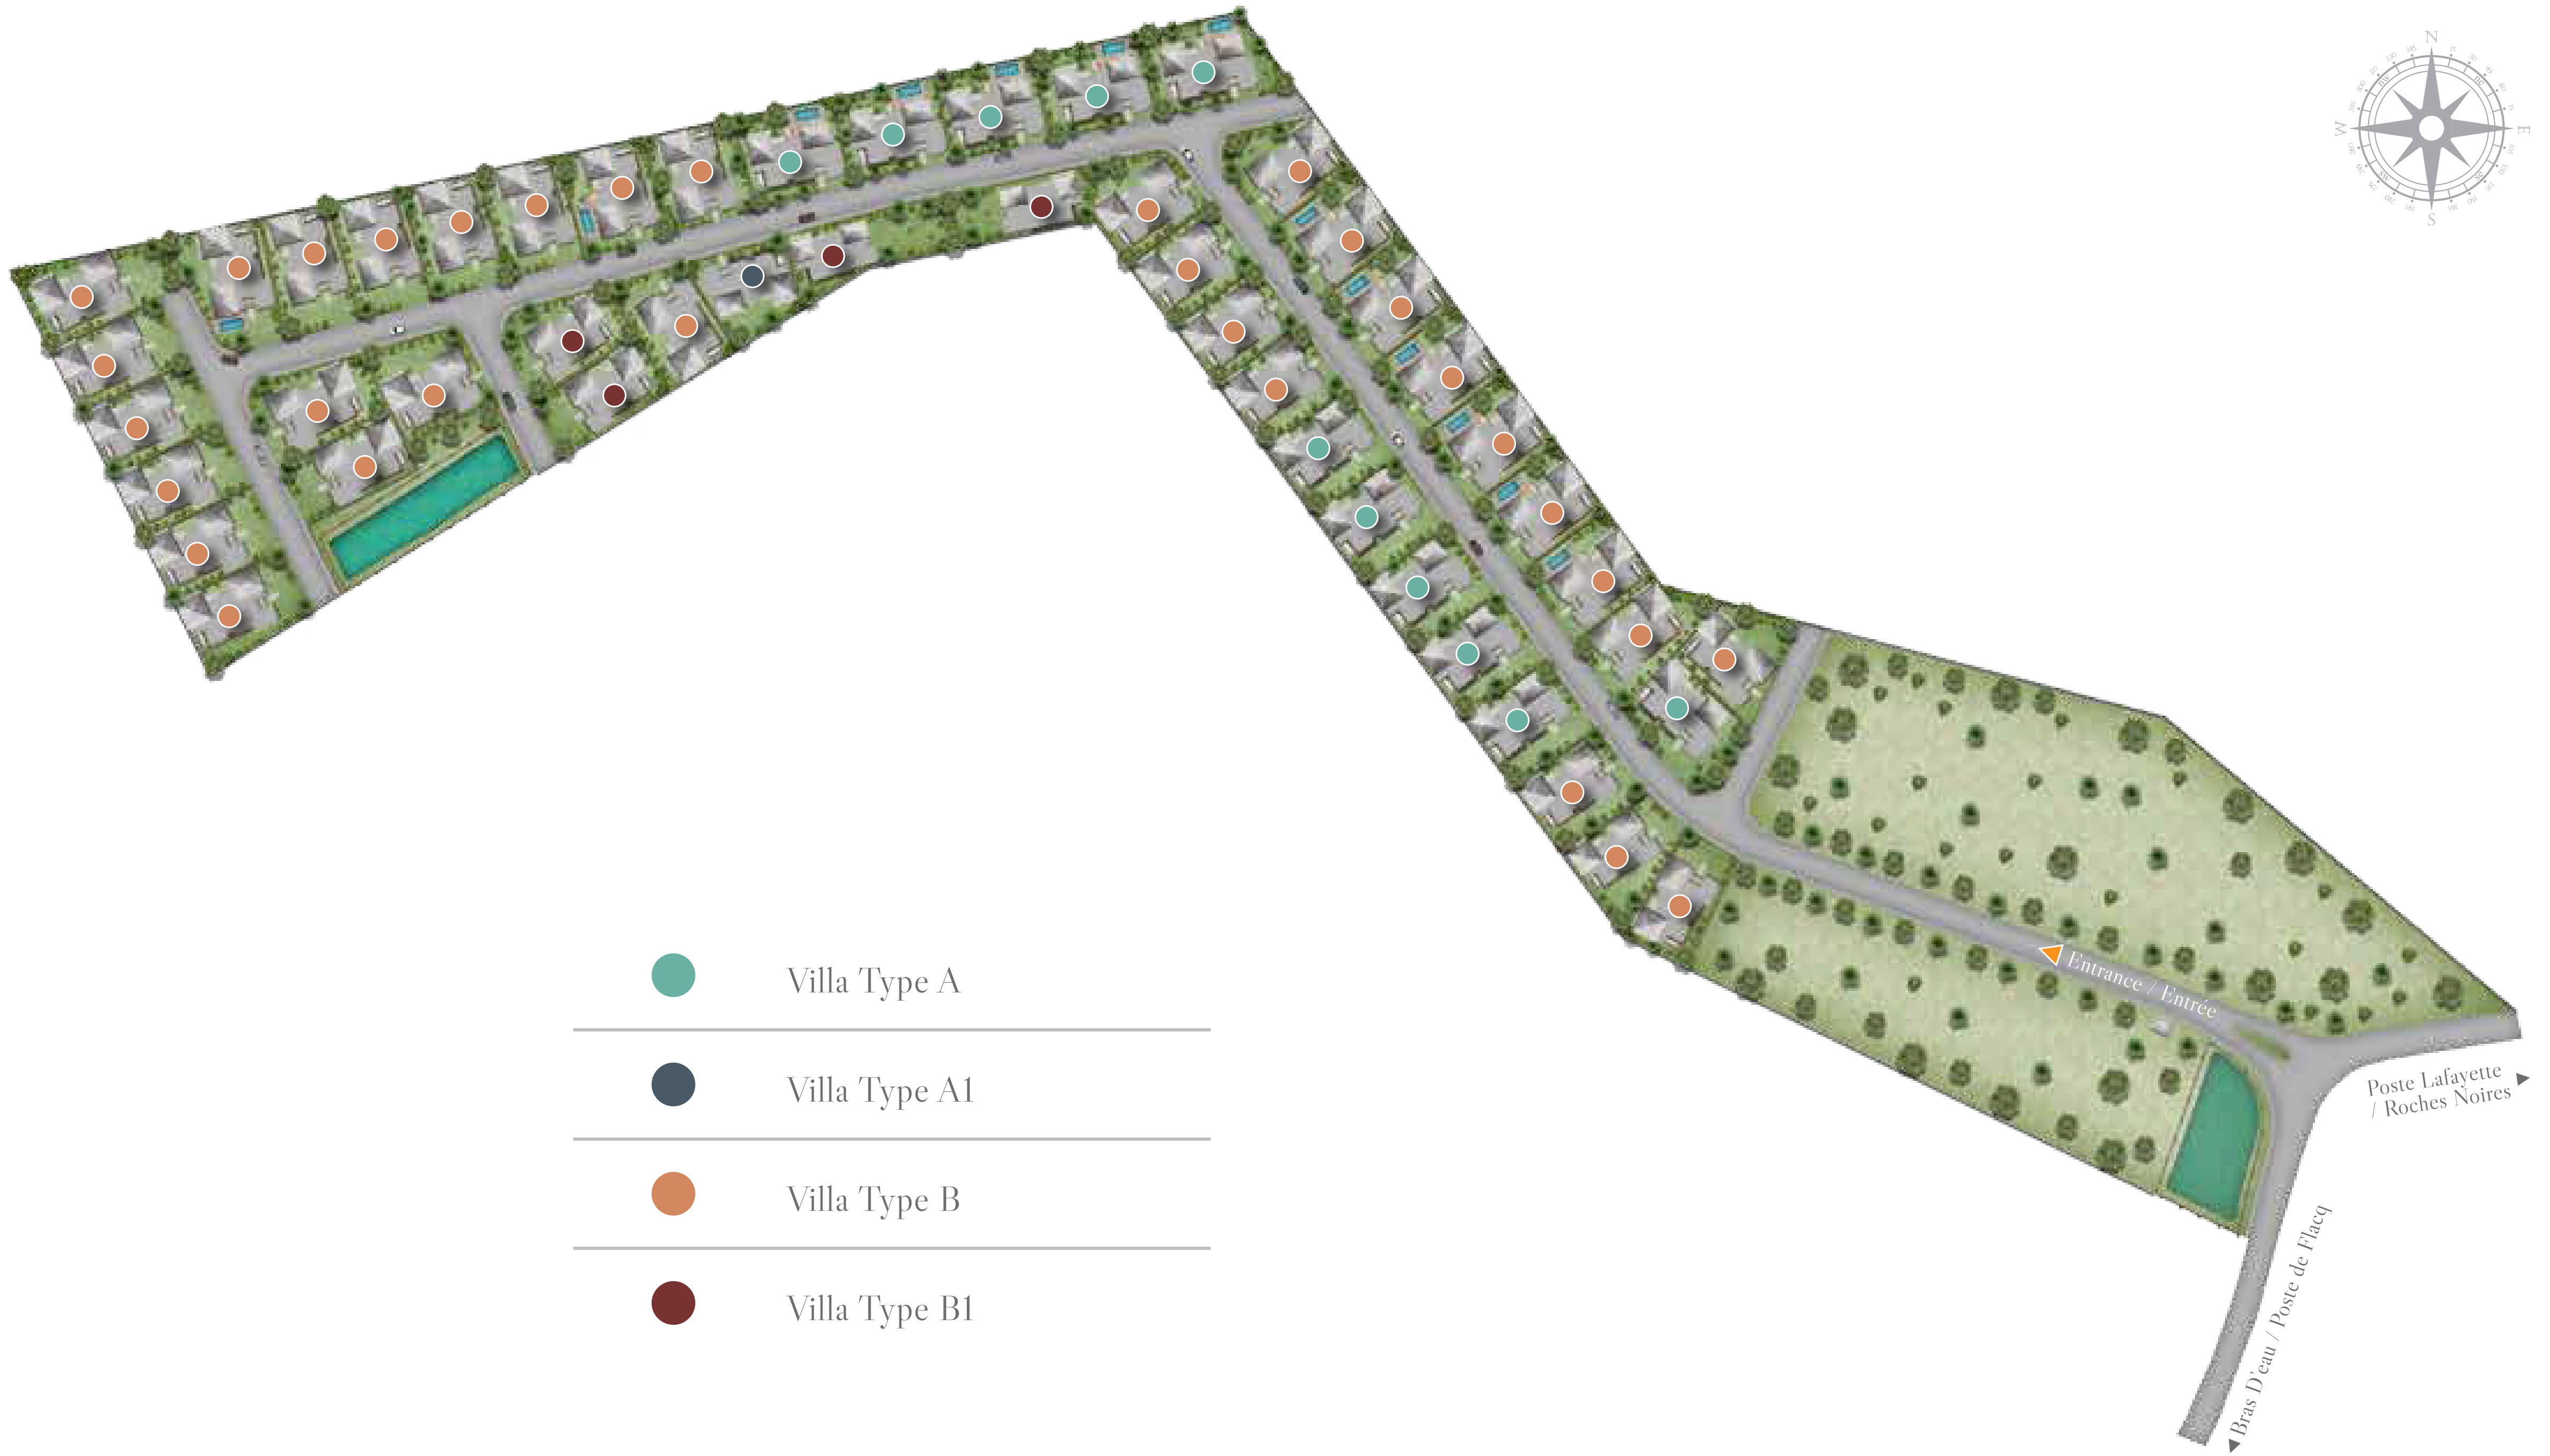 N
W
E
S
Villa Type A
Villa Type A1
Villa Type B
Villa Type B1
Entrance / Entrée
Poste Lafayette
/ Roches Noires
Bras D'eau / Poste de Flacq